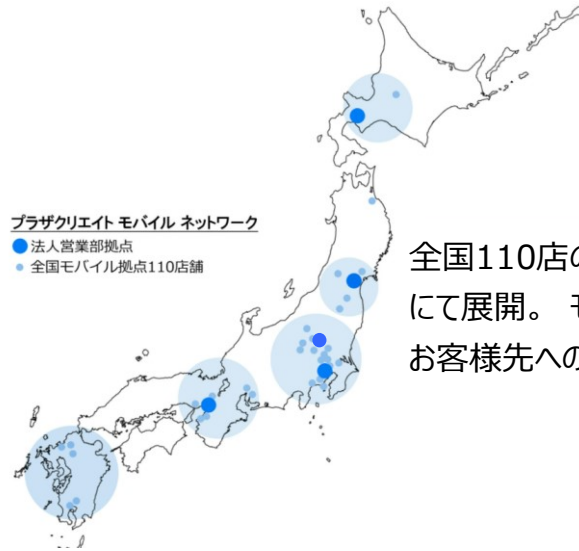 プラザクリエイト モバイル ネットワーク
法人営業部拠点
全国モバイル拠点110店舗
全国110店の
にて展開。 モ
お客様先への